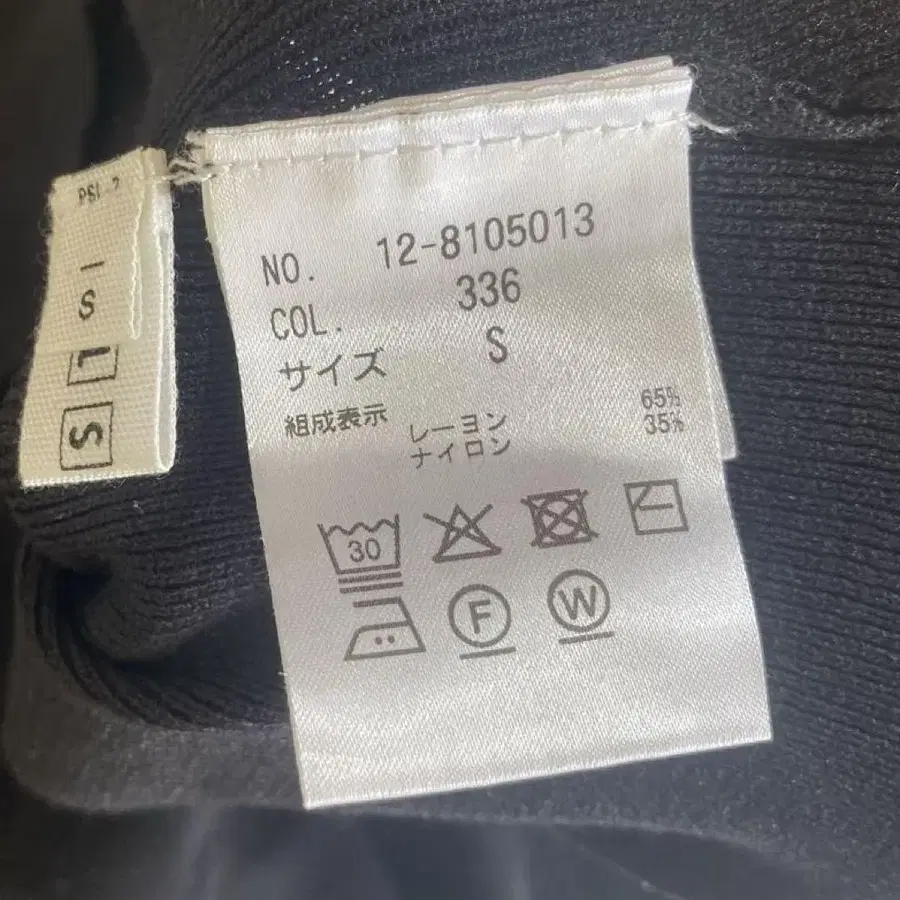 NO. 12-8105013
COL. 336
サイズ S
組成表示
レーヨン 65%
ナイロン 35%
30
F
W
S
L
S